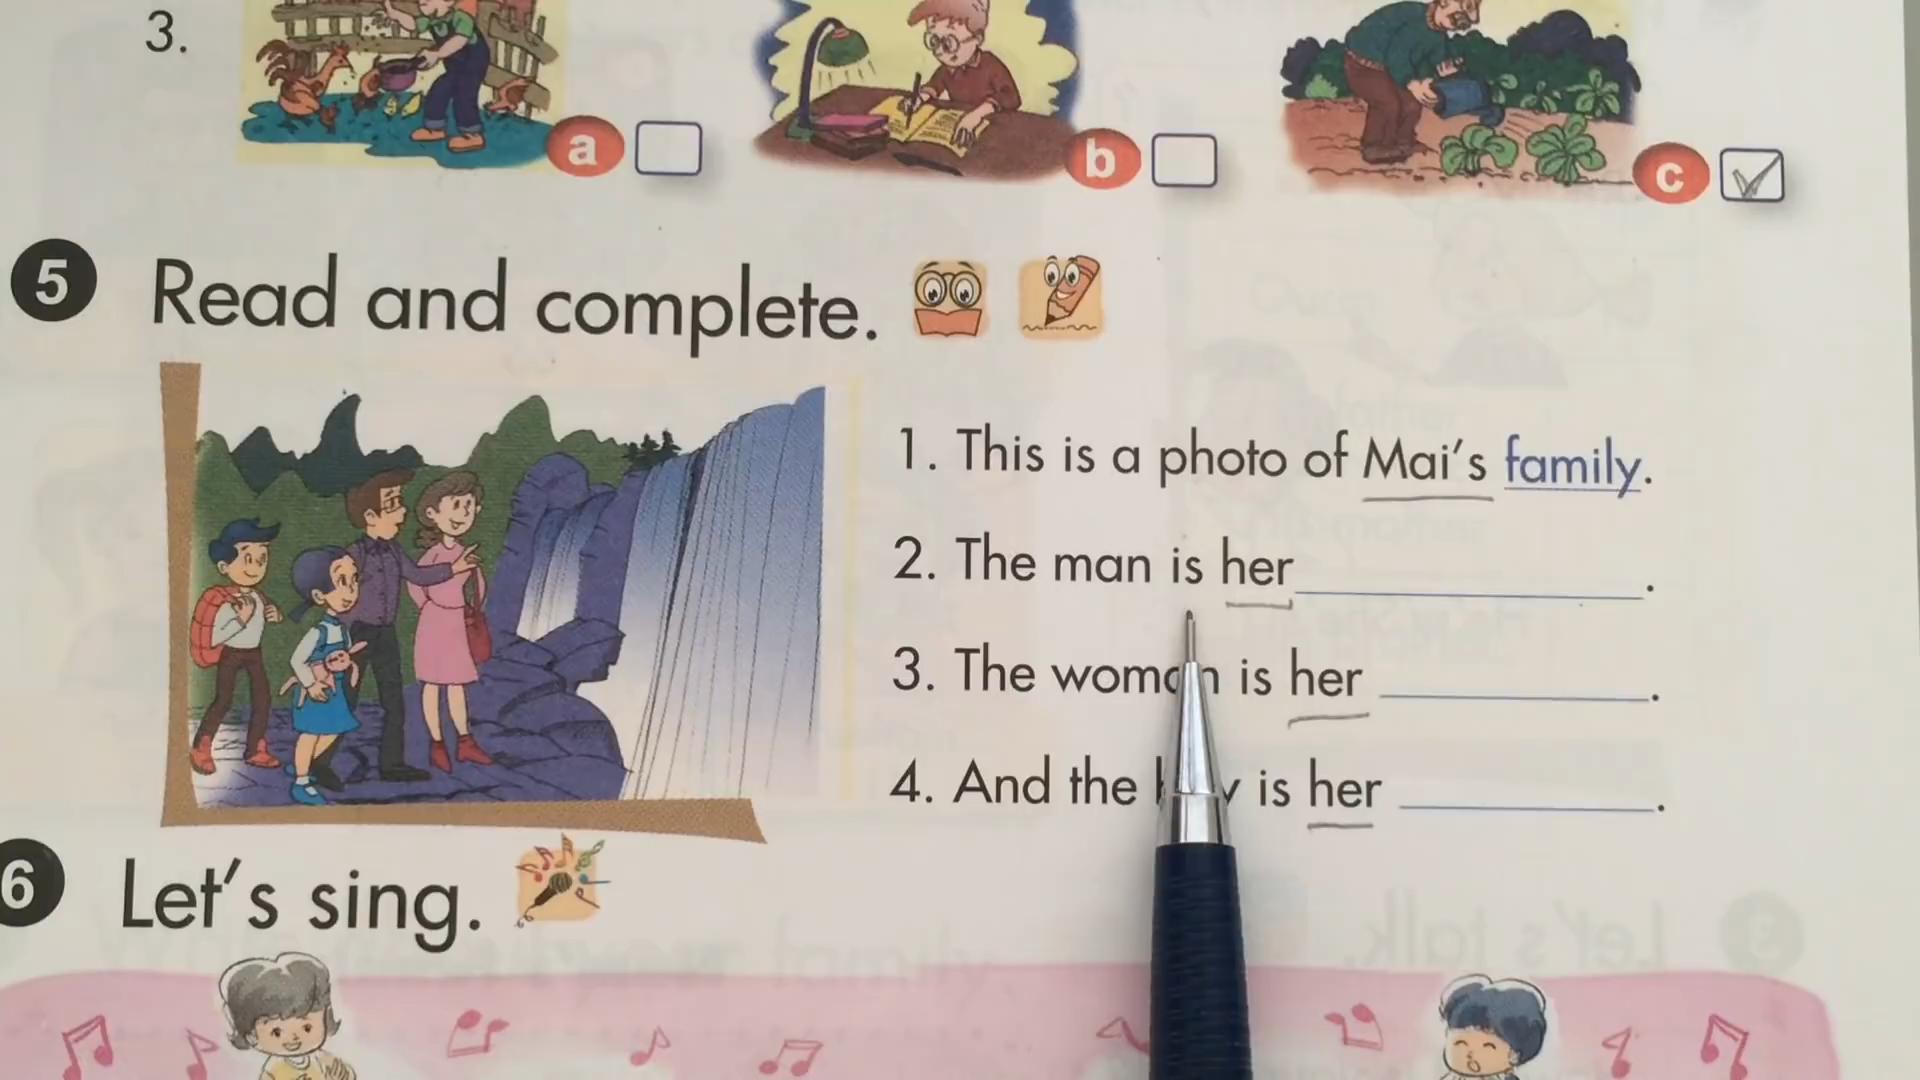 3.
a
b
c
5 Read and complete.
1. This is a photo of Mai's family.
2. The man is her
3. The woman is her
4. And the is her
6 Let's sing.